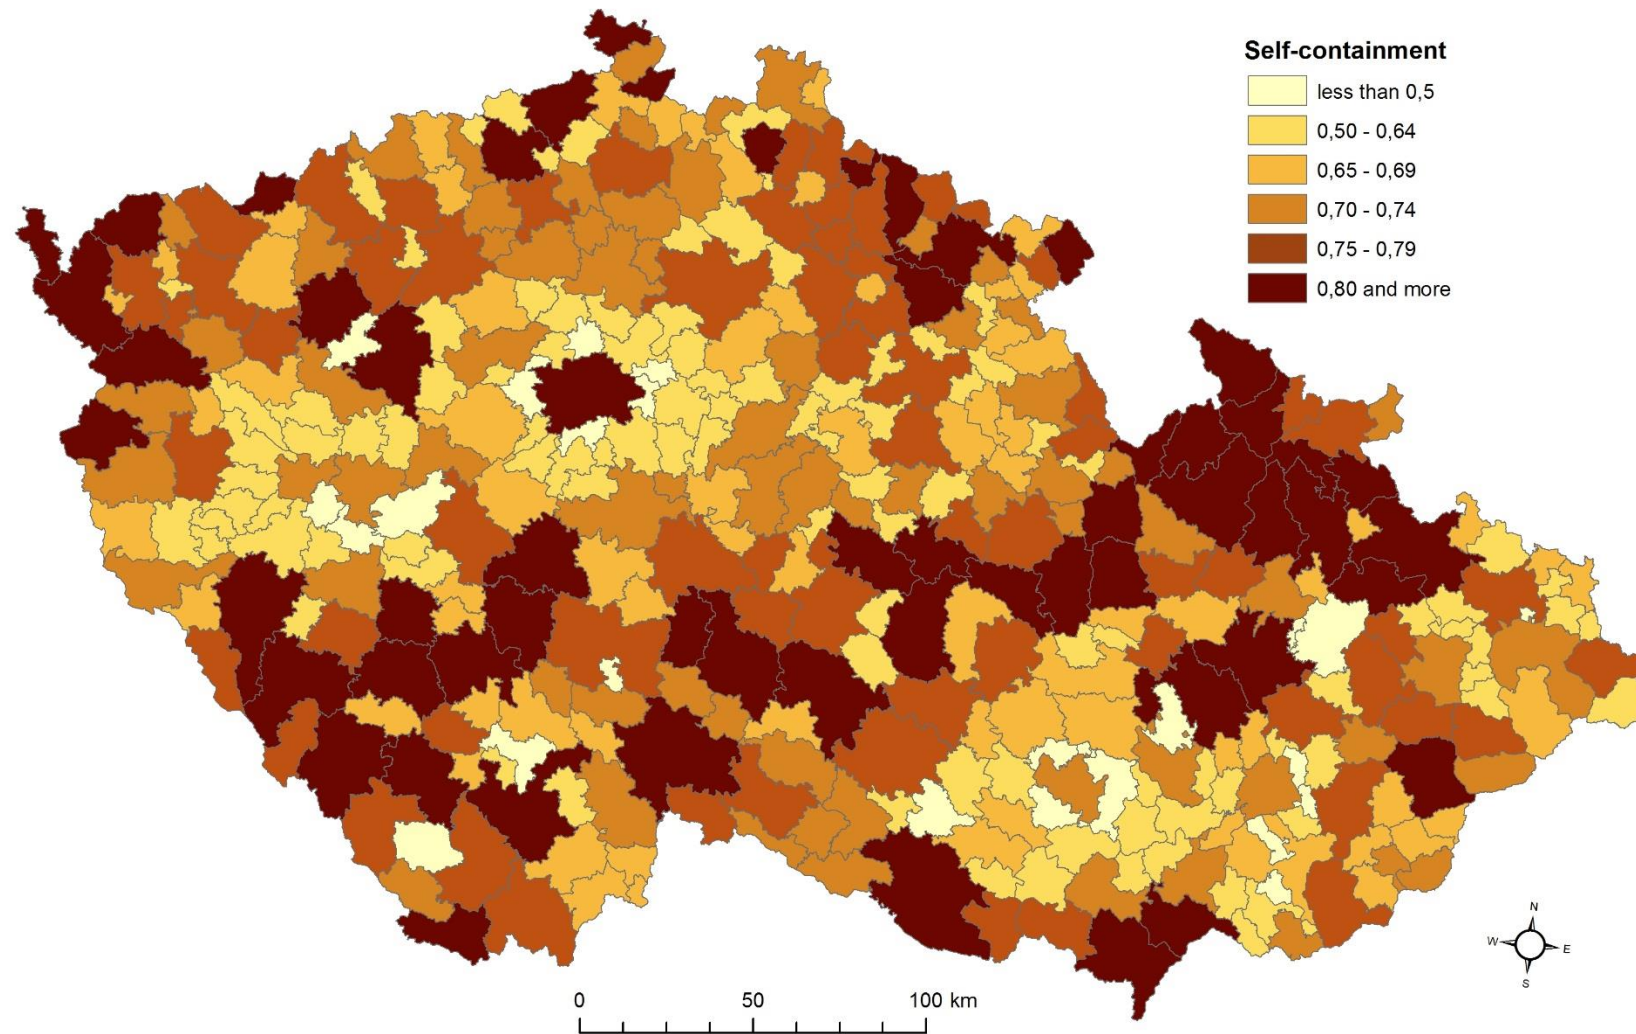 Self-containment
less than 0,5
0,50 - 0,64
0,65 - 0,69
0,70 - 0,74
0,75 - 0,79
0,80 and more
N
W E
S
0 50 100 km